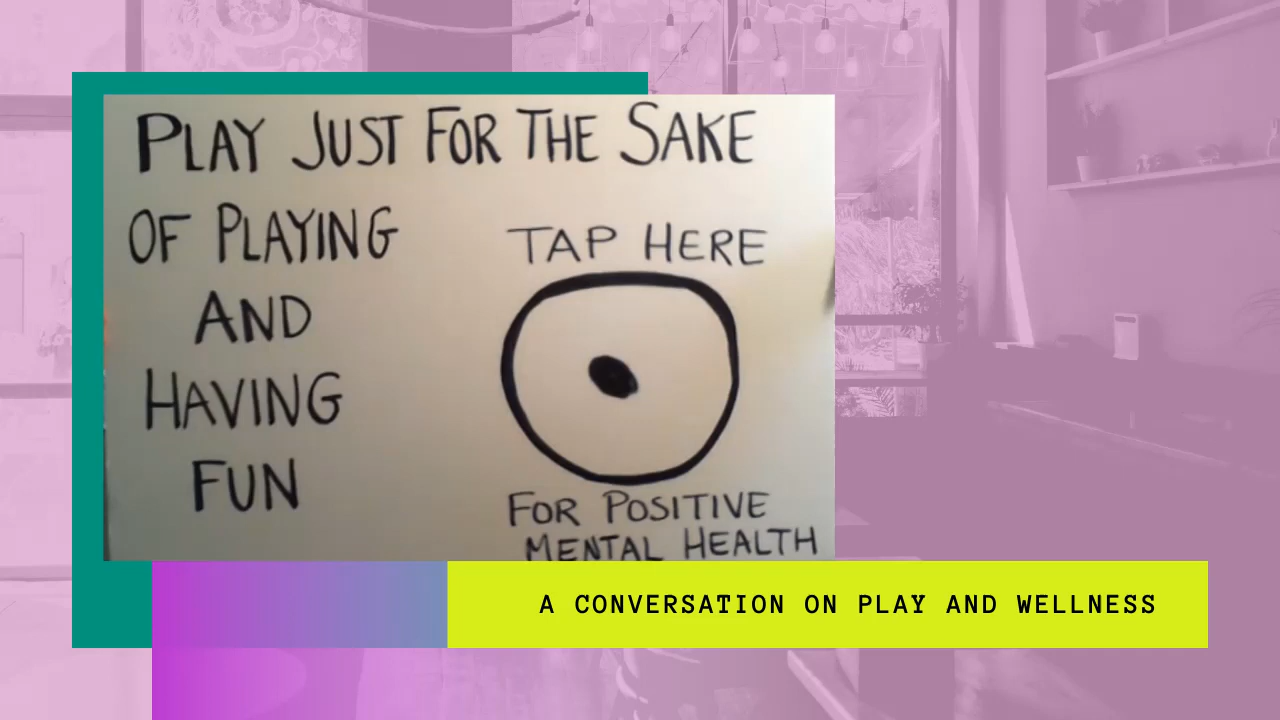 PLAY JUST FOR THE SAKE
OF PLAYING
AND
HAVING
FUN
TAP HERE
FOR POSITIVE
MENTAL HEALTH
A CONVERSATION ON PLAY AND WELLNESS